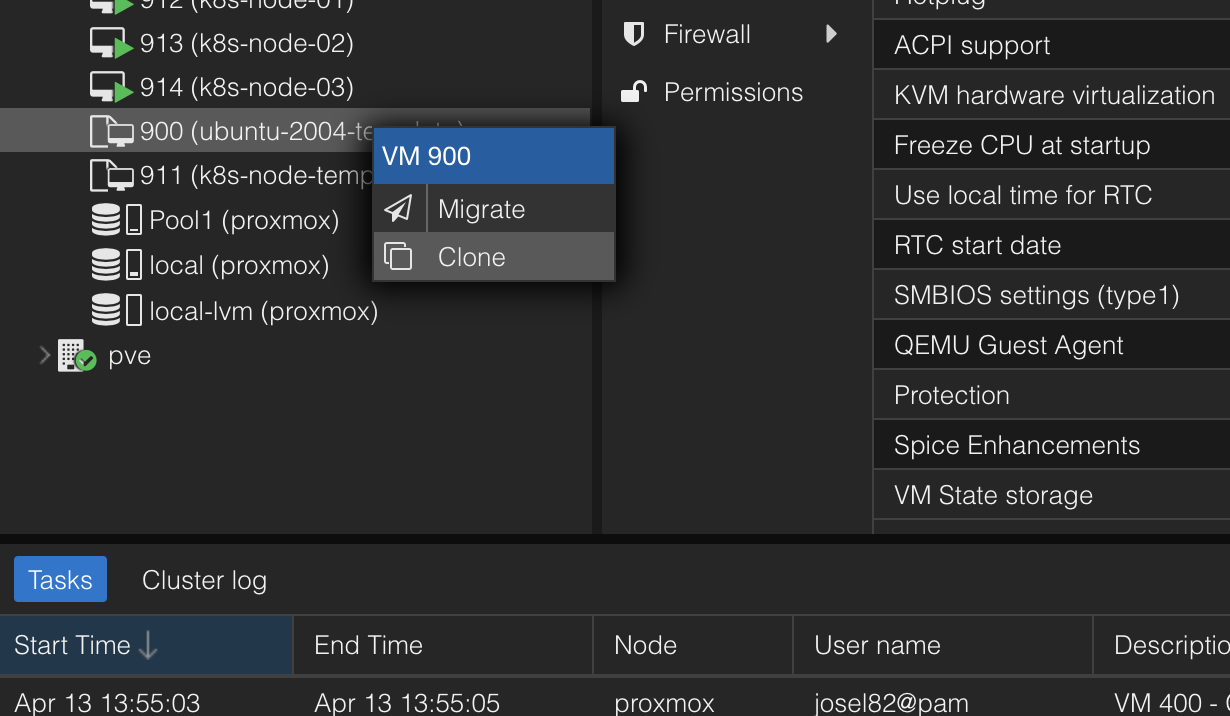 912 (k8s-node-01)
913 (k8s-node-02)
914 (k8s-node-03)
900 (ubuntu-2004-te
911 (k8s-node-temp
Pool1 (proxmox)
local (proxmox)
local-lvm (proxmox)
pve
VM 900
Migrate
Clone
Firewall
Permissions
Hotplug
ACPI support
KVM hardware virtualization
Freeze CPU at startup
Use local time for RTC
RTC start date
SMBIOS settings (type1)
QEMU Guest Agent
Protection
Spice Enhancements
VM State storage
Tasks Cluster log
Start Time End Time Node User name Descriptio
Apr 13 13:55:03 Apr 13 13:55:05 proxmox josel82@pam VM 400 -